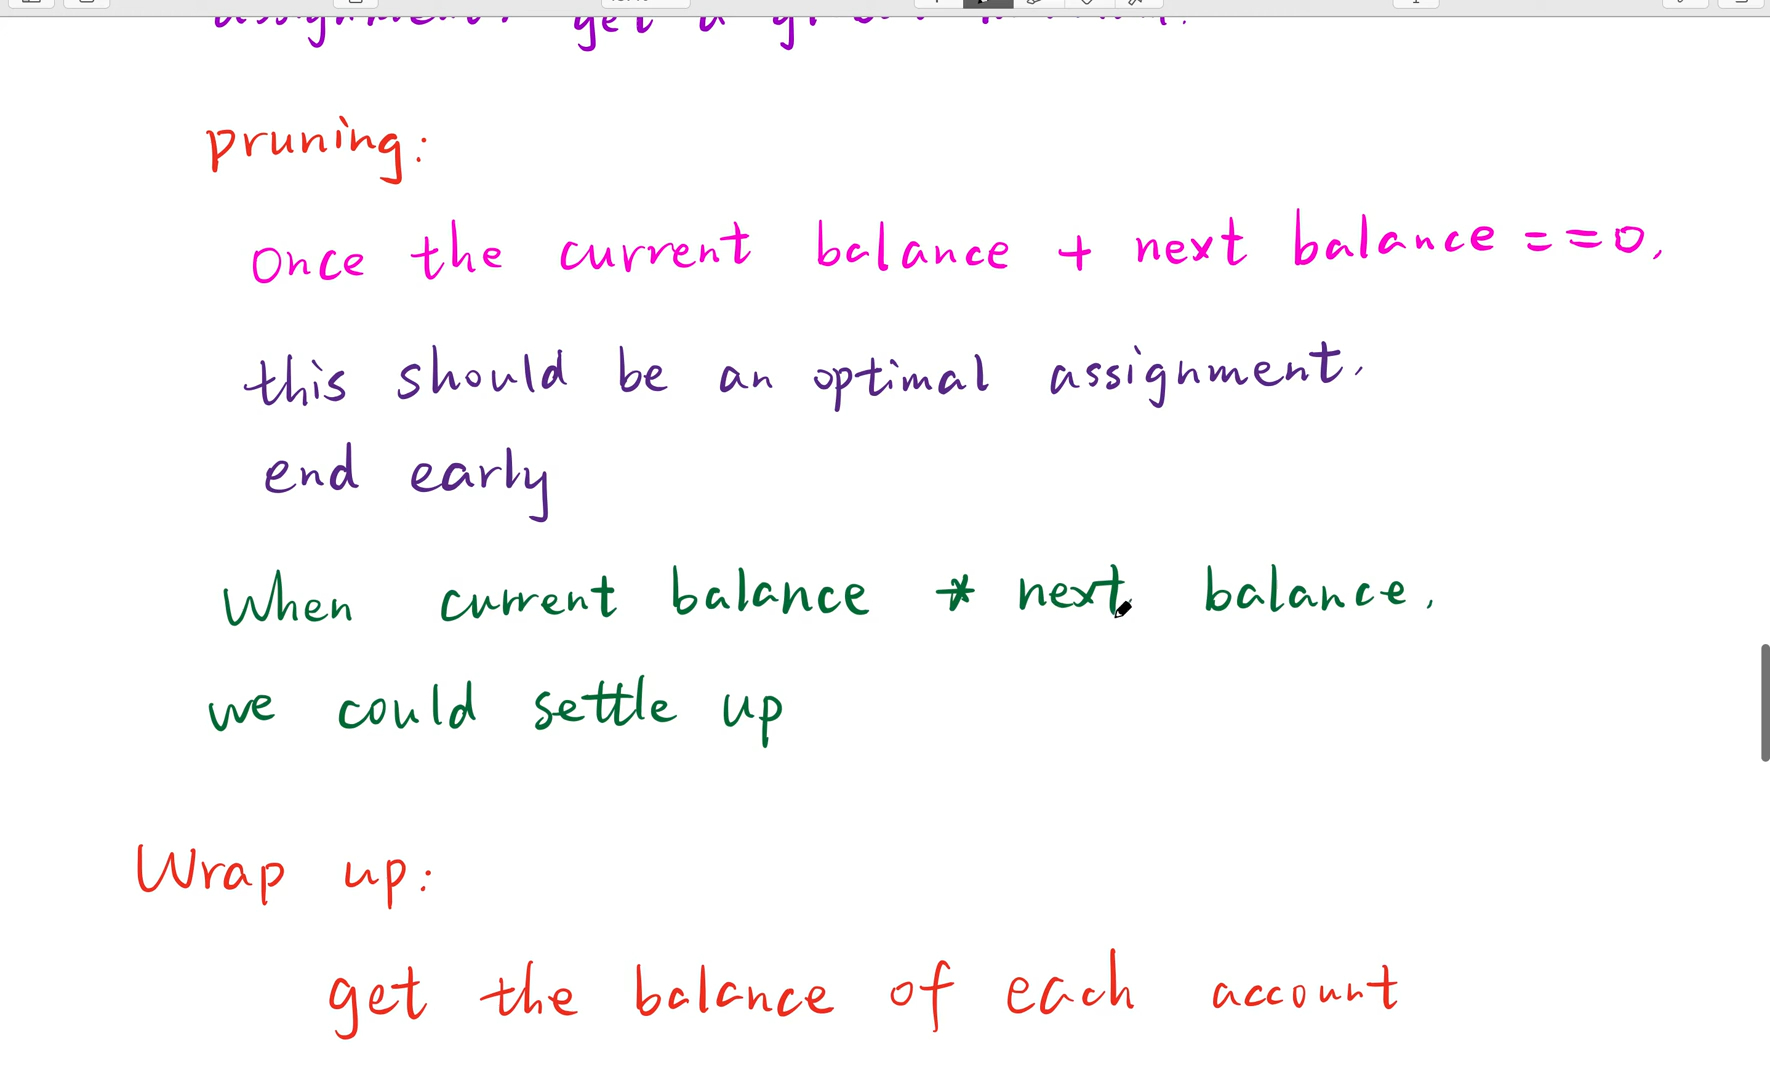 get a
pruning:
Once the current balance + next balance ==0,
this should be an optimal assignment.
end early
When current balance * next balance,
we could settle up
Wrap up:
get the balance of each account